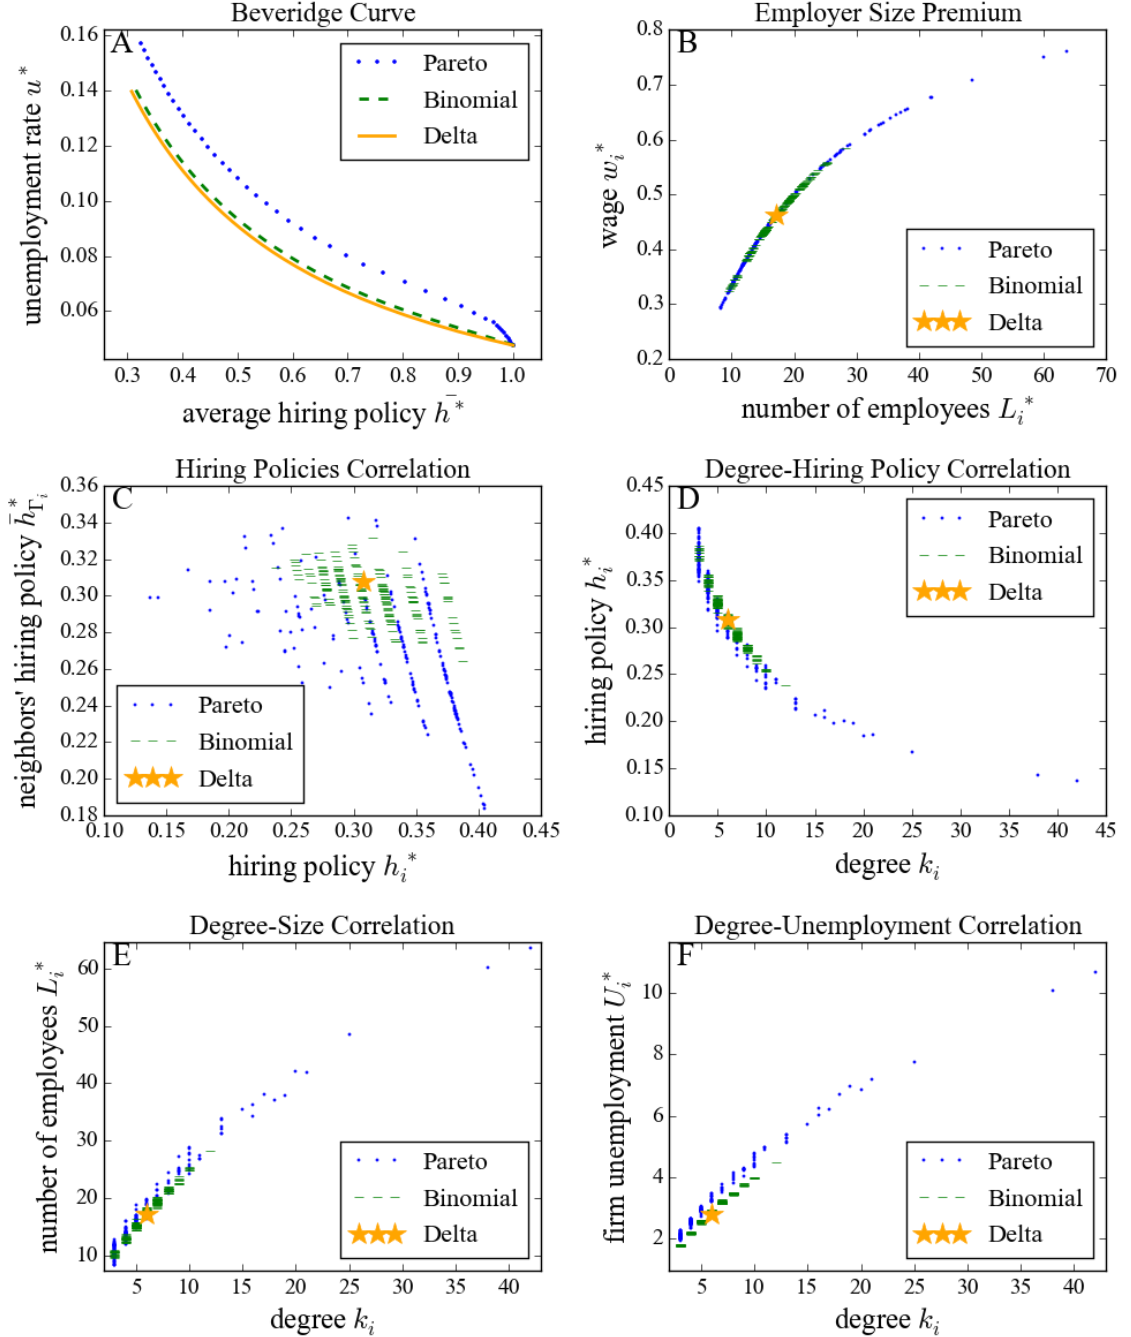 Beveridge Curve
A
unemployment rate u*
0.16
0.14
0.12
0.10
0.08
0.06
Pareto
Binomial
Delta
0.3 0.4 0.5 0.6 0.7 0.8 0.9 1.0
average hiring policy h̄*
Employer Size Premium
B
wage w_i*
0.8
0.7
0.6
0.5
0.4
0.3
0.2
Pareto
Binomial
Delta
0 10 20 30 40 50 60 70
number of employees L_i*
Hiring Policies Correlation
C
neighbors' hiring policy h̄_Γi*
0.36
0.34
0.32
0.30
0.28
0.26
0.24
0.22
0.20
0.18
Pareto
Binomial
Delta
0.10 0.15 0.20 0.25 0.30 0.35 0.40 0.45
hiring policy h_i*
Degree-Hiring Policy Correlation
D
hiring policy h_i*
0.45
0.40
0.35
0.30
0.25
0.20
0.15
0.10
Pareto
Binomial
Delta
0 5 10 15 20 25 30 35 40 45
degree k_i
Degree-Size Correlation
E
number of employees L_i*
60
50
40
30
20
10
Pareto
Binomial
Delta
5 10 15 20 25 30 35 40
degree k_i
Degree-Unemployment Correlation
F
firm unemployment U_i*
10
8
6
4
2
Pareto
Binomial
Delta
5 10 15 20 25 30 35 40
degree k_i